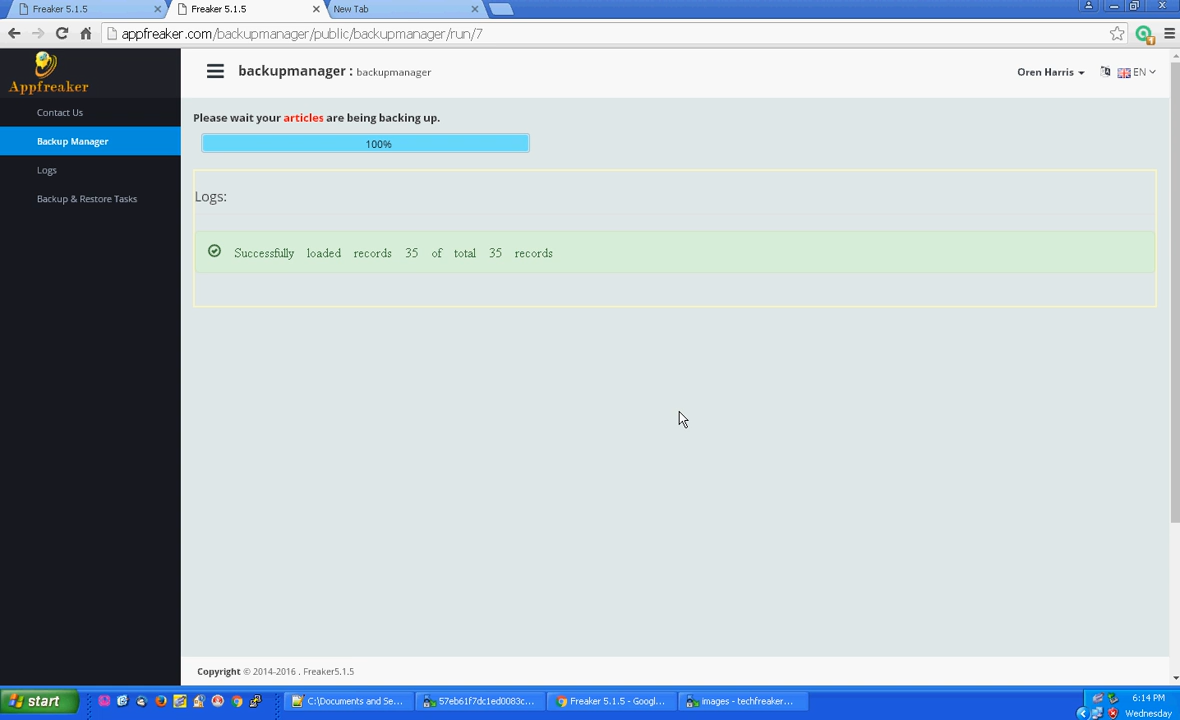 Freaker 5.1.5
Freaker 5.1.5
New Tab
appfreaker.com/backupmanager/public/backupmanager/run/7
Appfreaker
backupmanager : backupmanager
Oren Harris
EN
Contact Us
Backup Manager
Logs
Backup & Restore Tasks
Please wait your articles are being backing up.
100%
Logs:
Successfully loaded records 35 of total 35 records
Copyright © 2014-2016 . Freaker5.1.5
start
C:\Documents and Se...
57eb61f7dc1ed0083c...
Freaker 5.1.5 - Googl...
images - techfreaker...
6:14 PM
Wednesday